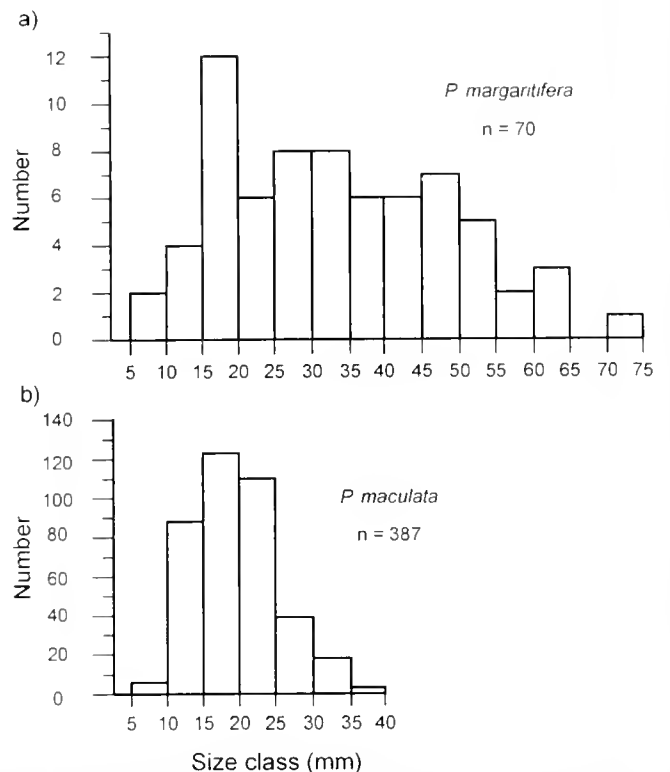 a)
12
10
8
6
4
2
0
Number
P margaritifera
n = 70
5 10 15 20 25 30 35 40 45 50 55 60 65 70 75
b)
140
120
100
80
60
40
20
0
Number
P maculata
n = 387
5 10 15 20 25 30 35 40
Size class (mm)